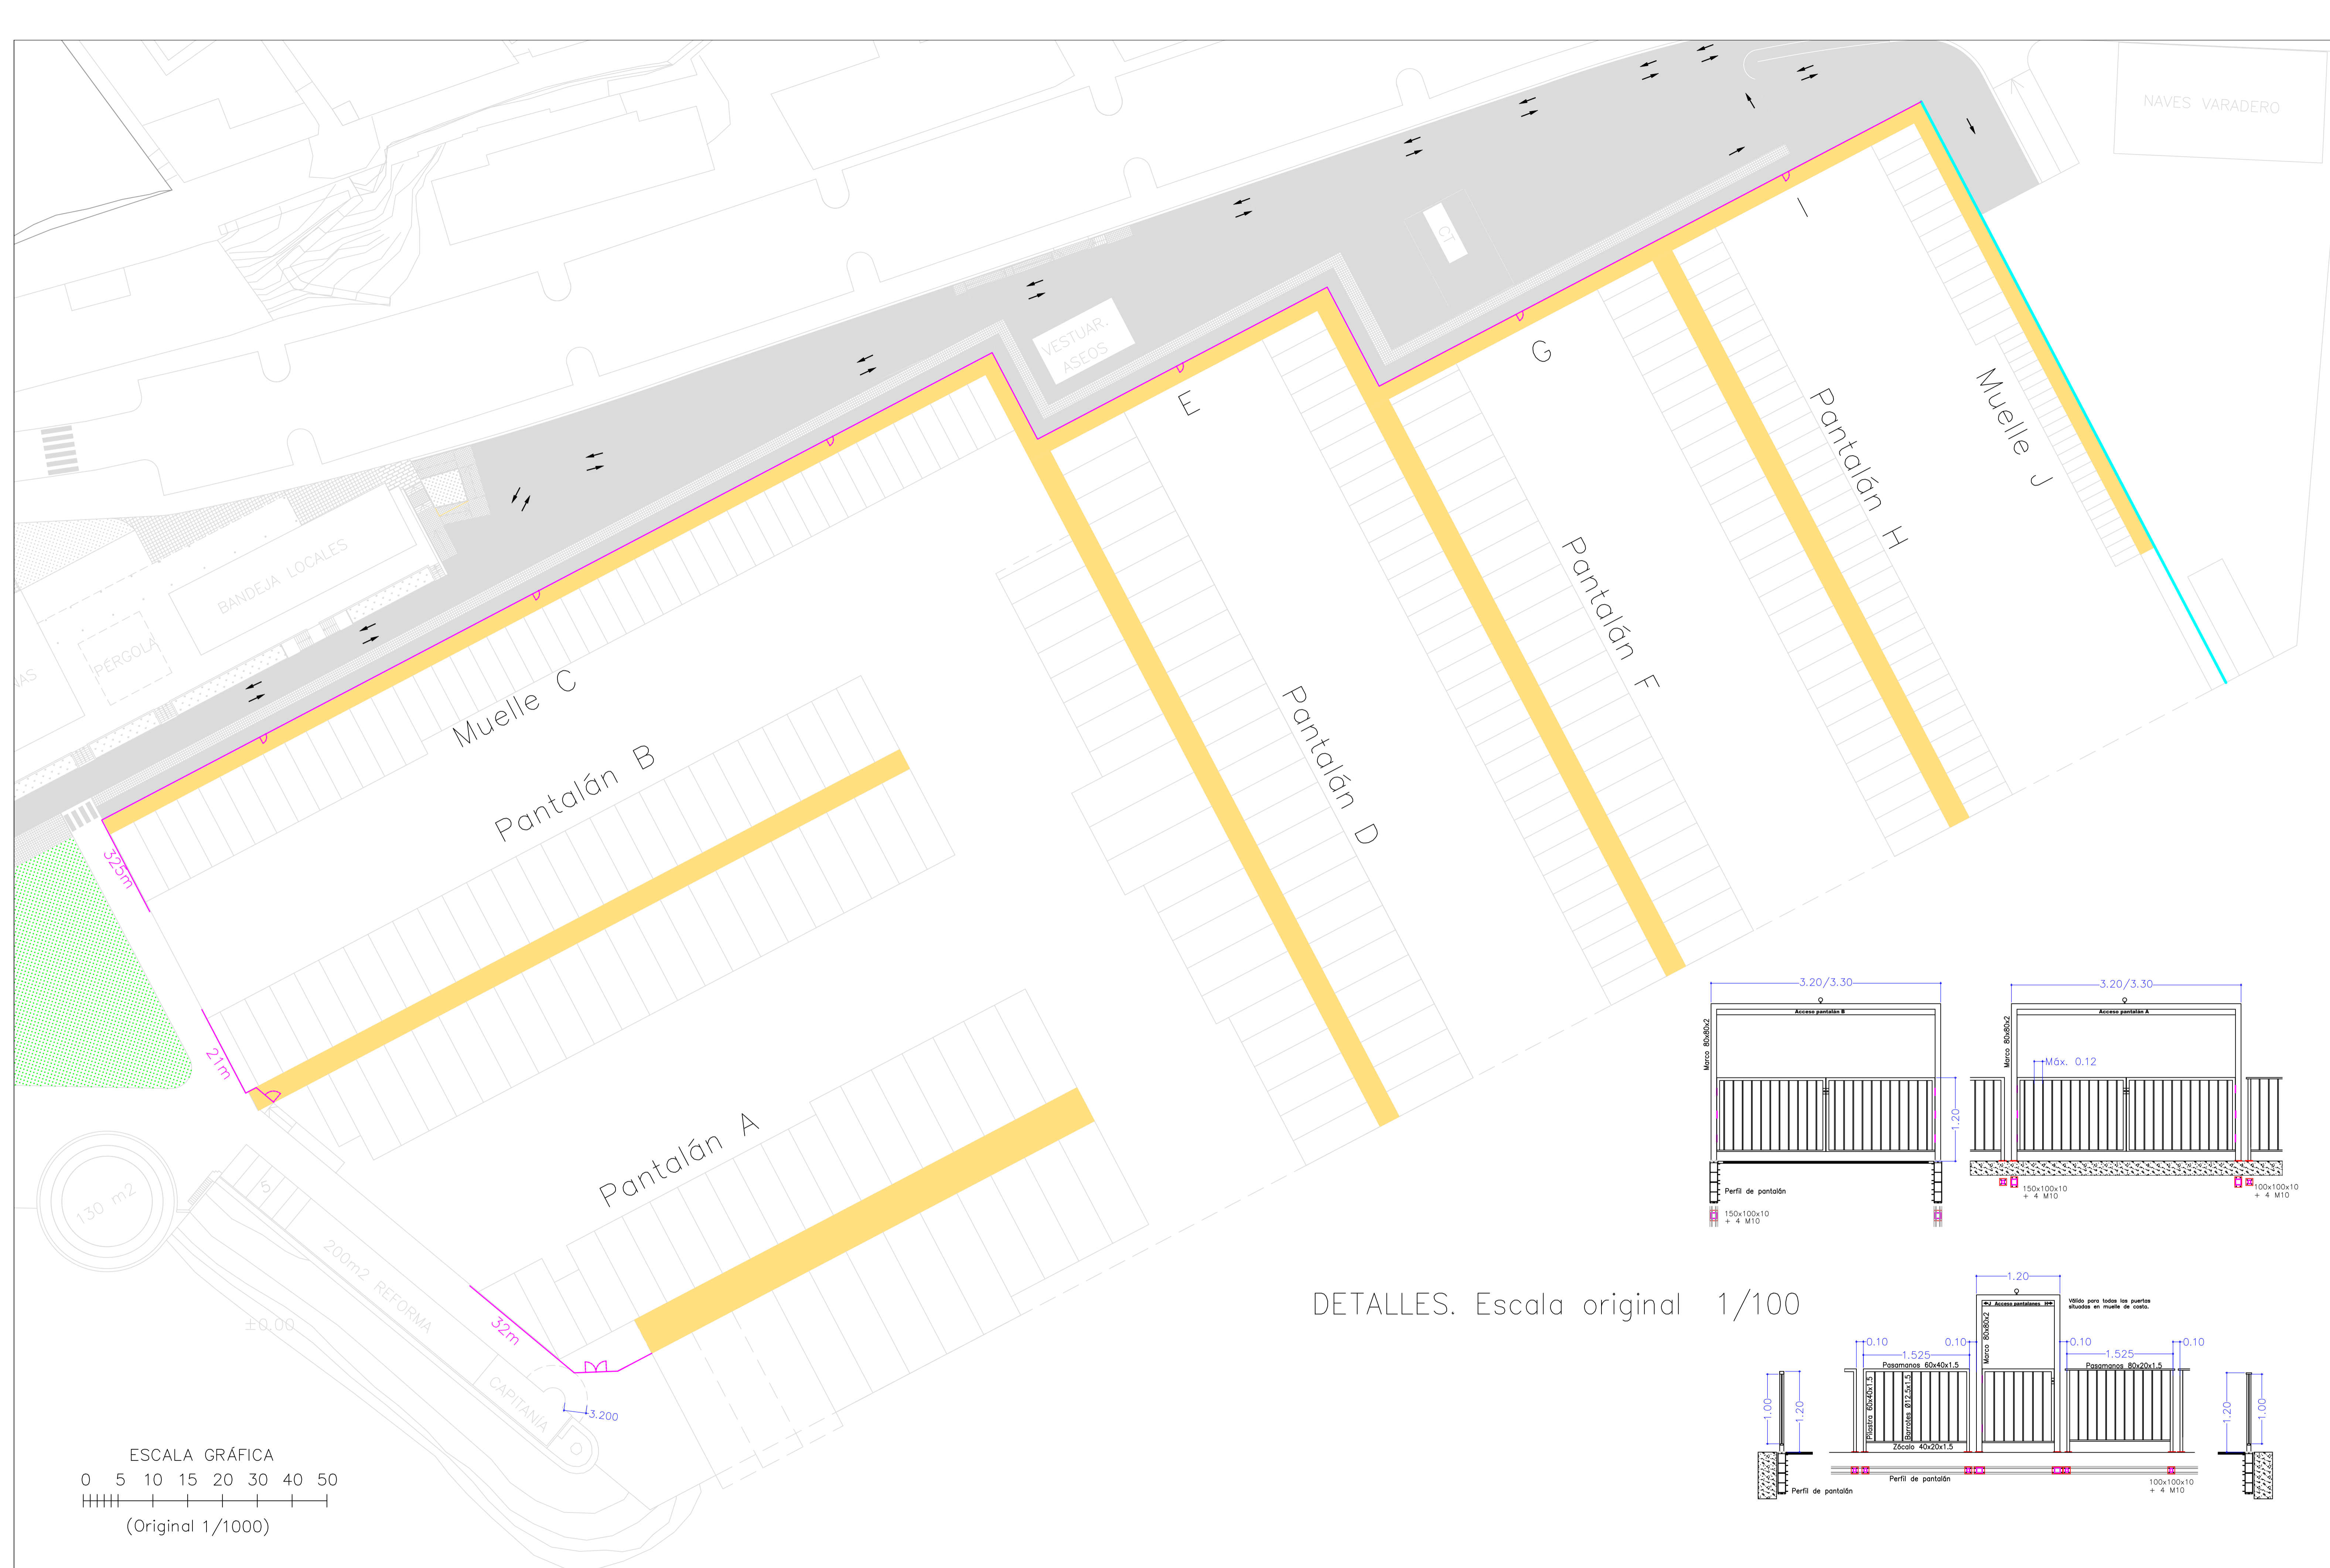 NAVES VARADERO
CT
I
VESTUAR.
ASEOS
G
E
Muelle J
Pantalán H
Pantalán F
Pantalán D
BANDEJA LOCALES
PÉRGOLA
NAS
Muelle C
Pantalán B
325m
21m
Pantalán A
130 m2
5
200m2 REFORMA
±0.00
32m
CAPITANÍA
3.200
ESCALA GRÁFICA
0 5 10 15 20 30 40 50
(Original 1/1000)
DETALLES. Escala original 1/100
3.20/3.30
Acceso pantalán B
Marco 80x80x2
1.20
Perfil de pantalán
150x100x10
+ 4 M10
3.20/3.30
Acceso pantalán A
Marco 80x80x2
Máx. 0.12
150x100x10
+ 4 M10
100x100x10
+ 4 M10
1.20
J Acceso pantalanes H
Válido para todas las puertas
situadas en muelle de costa.
Marco 80x80x2
0.10
0.10
0.10
0.10
1.525
1.525
Pasamanos 60x40x1.5
Pasamanos 80x20x1.5
Pilastra 60x40x1.5
Barrotes Ø12.5x1.5
Zócalo 40x20x1.5
1.00
1.20
1.20
1.00
Perfil de pantalán
Perfil de pantalán
100x100x10
+ 4 M10